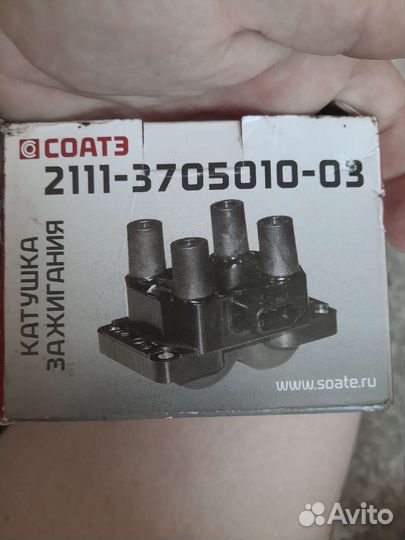 СОАТЭ
2111-3705010-03
КАТУШКА
ЗАЖИГАНИЯ
www.soate.ru
Avito